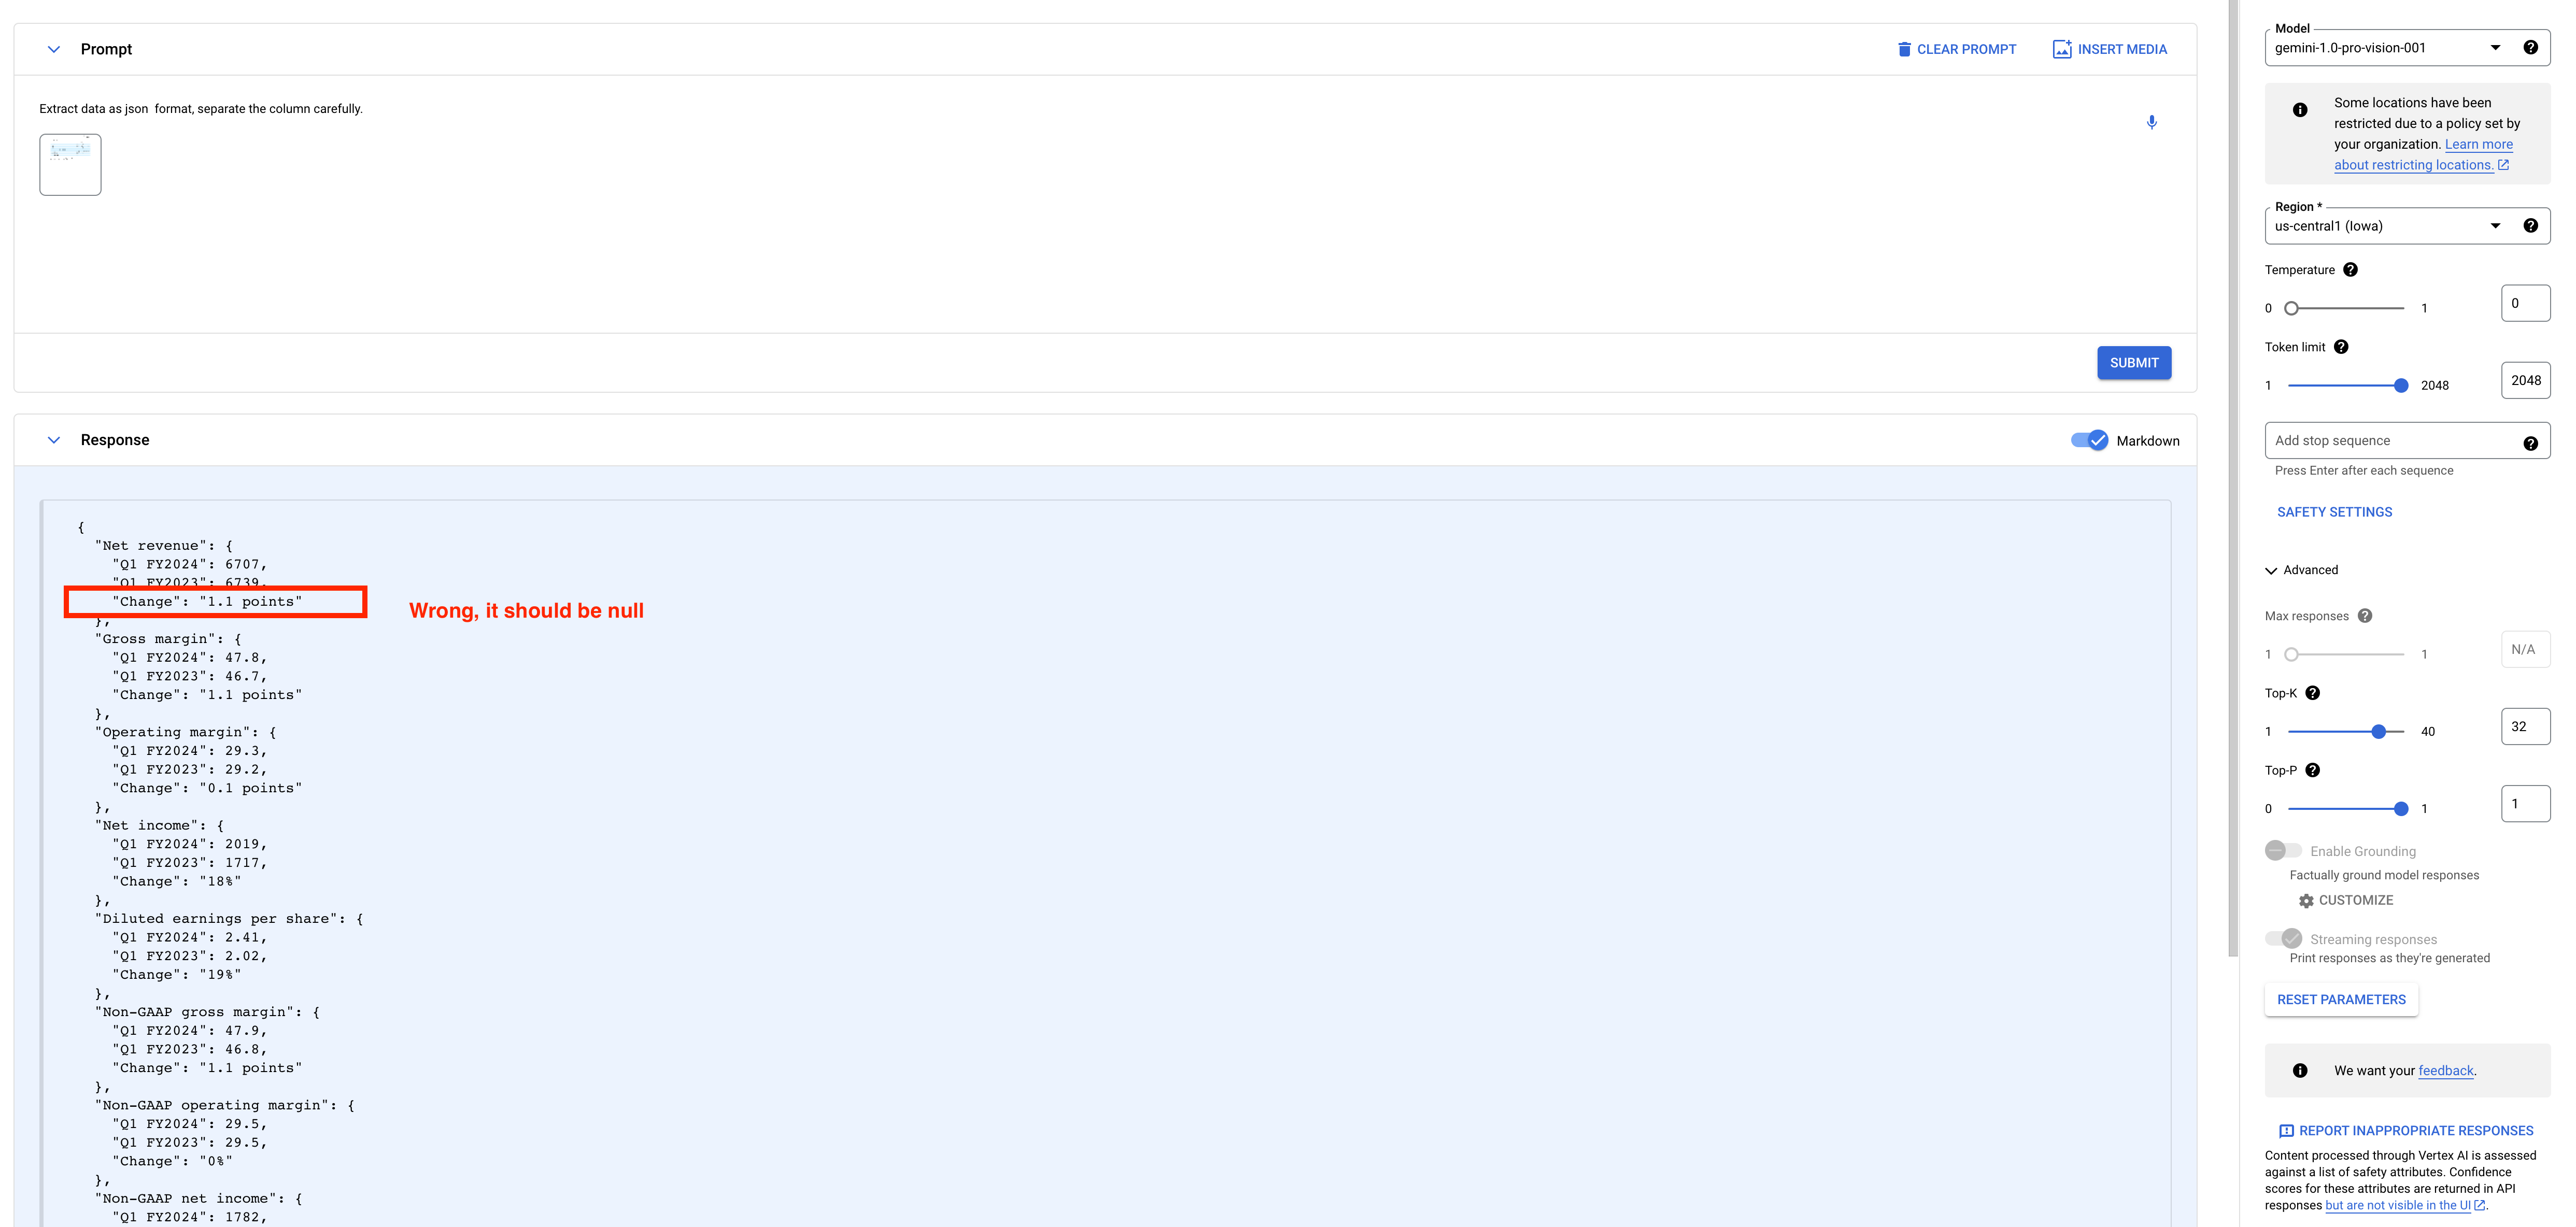 Prompt
CLEAR PROMPT
INSERT MEDIA
Extract data as json  format, separate the column carefully.
SUBMIT
Response
Markdown
{
"Net revenue": {
"Q1 FY2024": 6707,
"Q1 FY2023": 6739,
"Change": "1.1 points"
Wrong, it should be null
},
"Gross margin": {
"Q1 FY2024": 47.8,
"Q1 FY2023": 46.7,
"Change": "1.1 points"
},
"Operating margin": {
"Q1 FY2024": 29.3,
"Q1 FY2023": 29.2,
"Change": "0.1 points"
},
"Net income": {
"Q1 FY2024": 2019,
"Q1 FY2023": 1717,
"Change": "18%"
},
"Diluted earnings per share": {
"Q1 FY2024": 2.41,
"Q1 FY2023": 2.02,
"Change": "19%"
},
"Non-GAAP gross margin": {
"Q1 FY2024": 47.9,
"Q1 FY2023": 46.8,
"Change": "1.1 points"
},
"Non-GAAP operating margin": {
"Q1 FY2024": 29.5,
"Q1 FY2023": 29.5,
"Change": "0%"
},
"Non-GAAP net income": {
"Q1 FY2024": 1782,
Model
gemini-1.0-pro-vision-001
Some locations have been
restricted due to a policy set by
your organization. Learn more
about restricting locations.
Region *
us-central1 (Iowa)
Temperature
0 1 0
Token limit
1 2048 2048
Add stop sequence
Press Enter after each sequence
SAFETY SETTINGS
Advanced
Max responses
1 1 N/A
Top-K
1 40 32
Top-P
0 1 1
Enable Grounding
Factually ground model responses
CUSTOMIZE
Streaming responses
Print responses as they're generated
RESET PARAMETERS
We want your feedback.
REPORT INAPPROPRIATE RESPONSES
Content processed through Vertex AI is assessed
against a list of safety attributes. Confidence
scores for these attributes are returned in API
responses but are not visible in the UI.